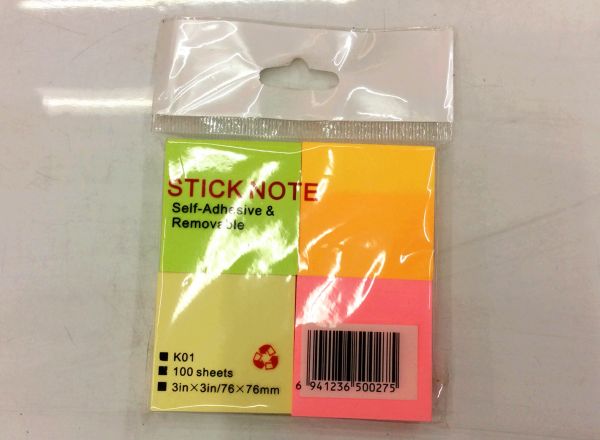 STICK NOTE
Self-Adhesive &
Removable
K01
100 sheets
3in×3in/76×76mm
6 941236 500275